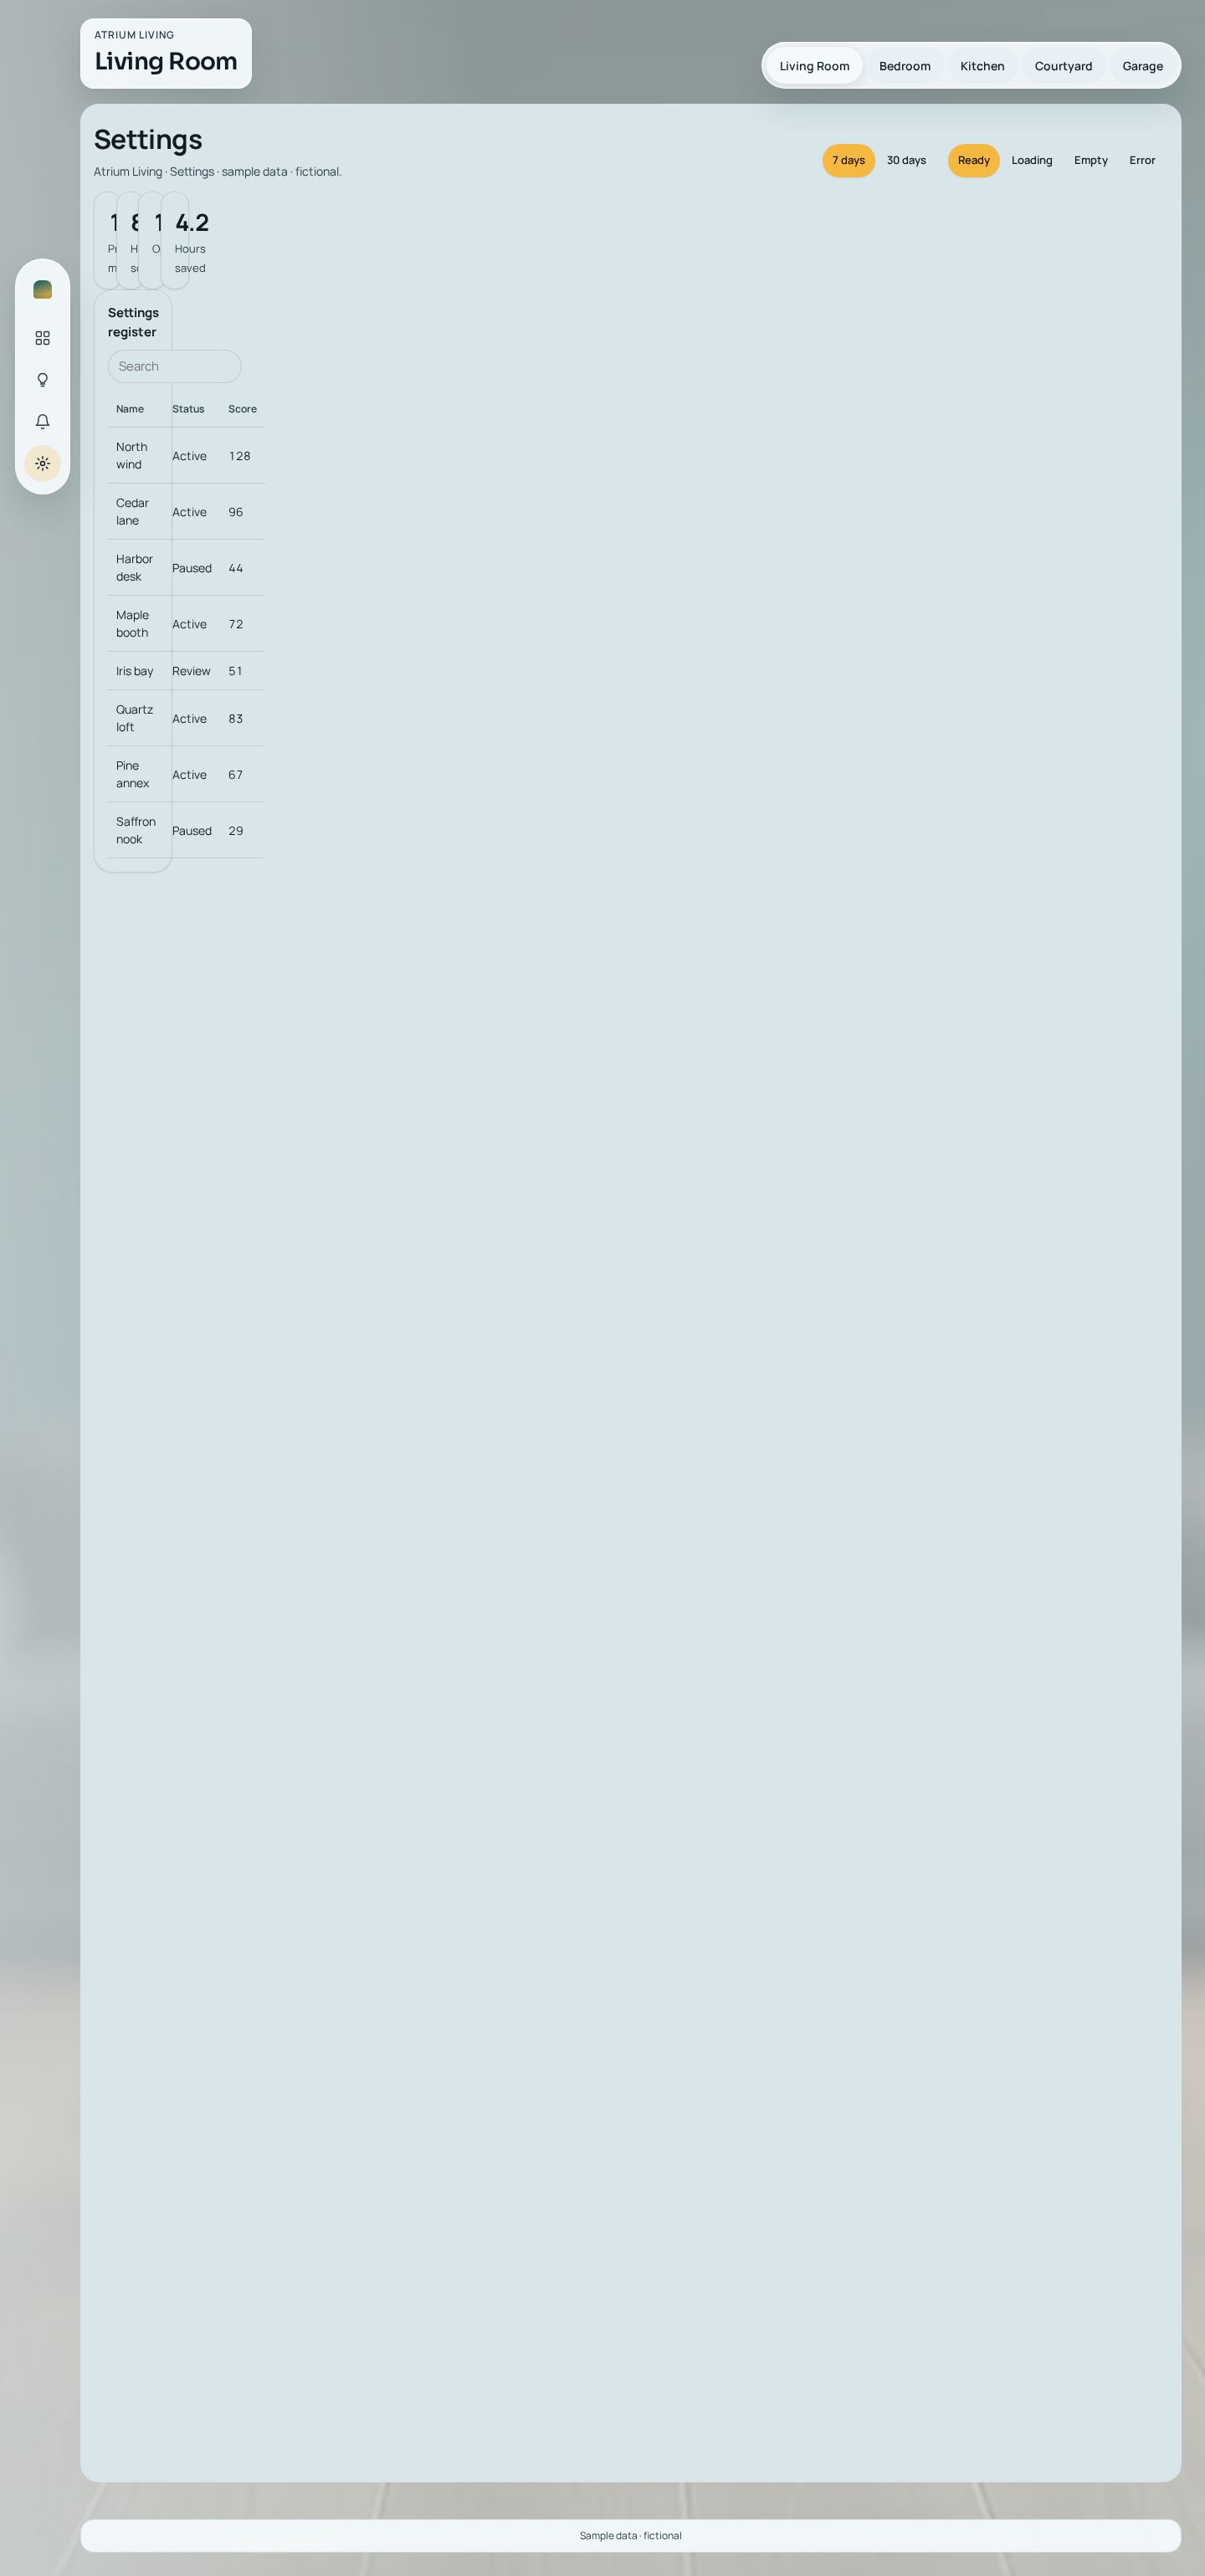 ATRIUM LIVING
Living Room
Living Room Bedroom Kitchen Courtyard Garage
Settings
Atrium Living · Settings · sample data · fictional.
7 days 30 days Ready Loading Empty Error
4.2
Hours
saved
Settings
register
Search
Name Status Score
North
wind
Active 128
Cedar
lane
Active 96
Harbor
desk
Paused 44
Maple
booth
Active 72
Iris bay Review 51
Quartz
loft
Active 83
Pine
annex
Active 67
Saffron
nook
Paused 29
Sample data · fictional